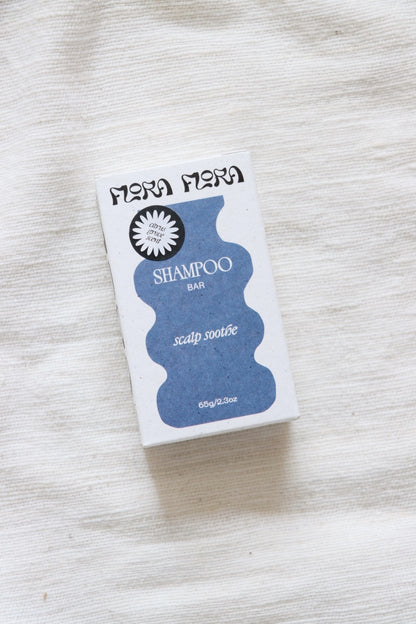 FLORA FLORA
citrus
grove
scent
SHAMPOO
BAR
scalp soothe
65g/2.3oz